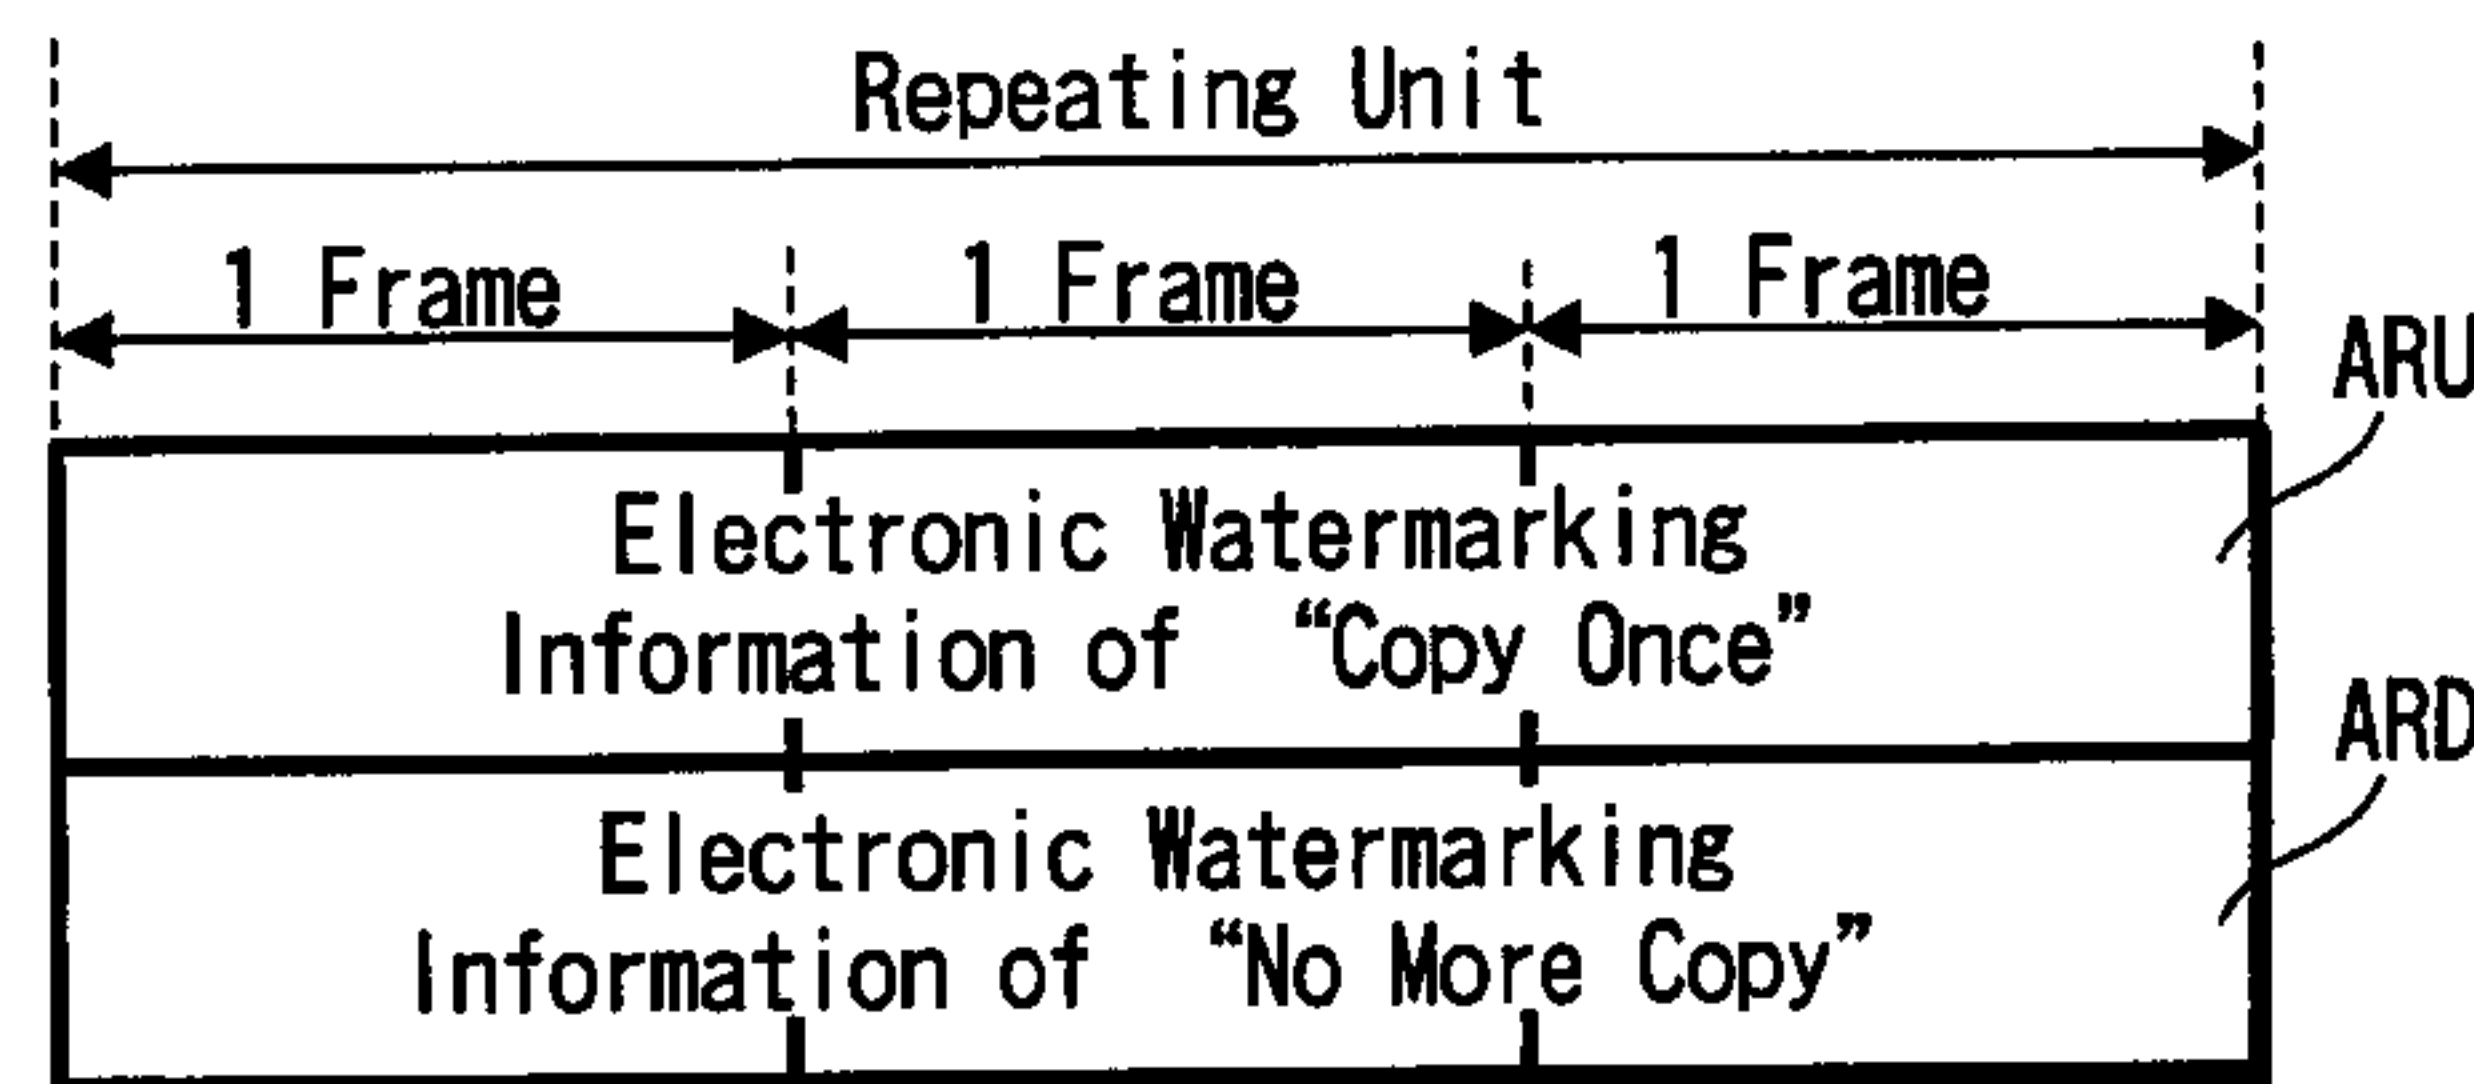 Repeating Unit
1 Frame 1 Frame 1 Frame
ARU
Electronic Watermarking
Information of “Copy Once”
ARD
Electronic Watermarking
Information of “No More Copy”